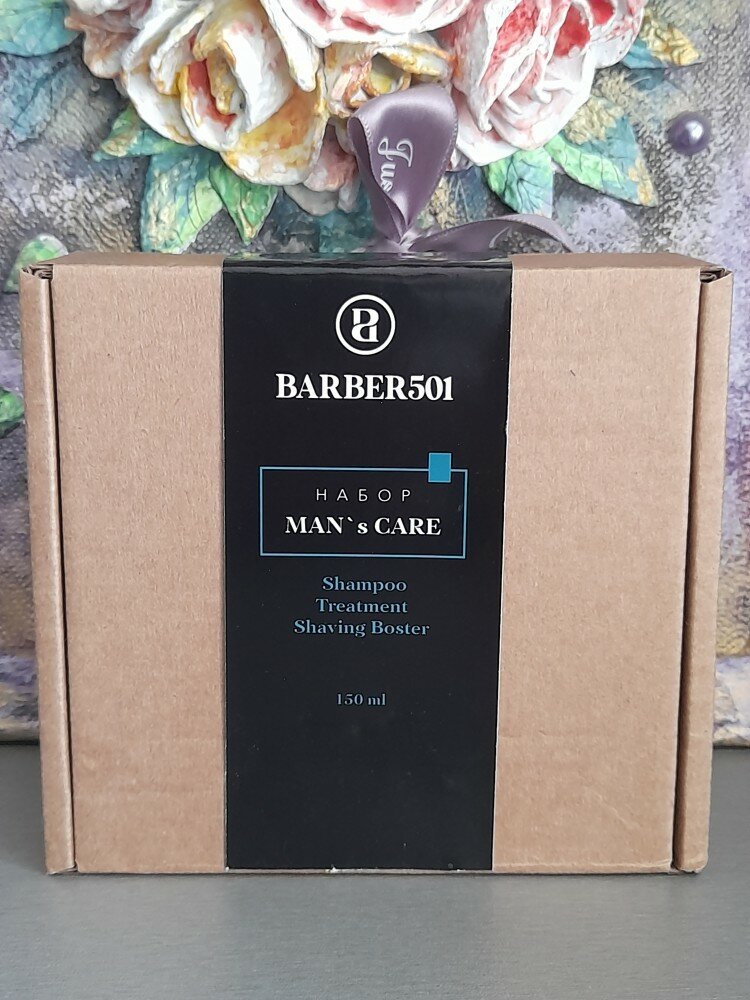 BARBER501
НАБОР
MAN`s CARE
Shampoo
Treatment
Shaving Boster
150 ml